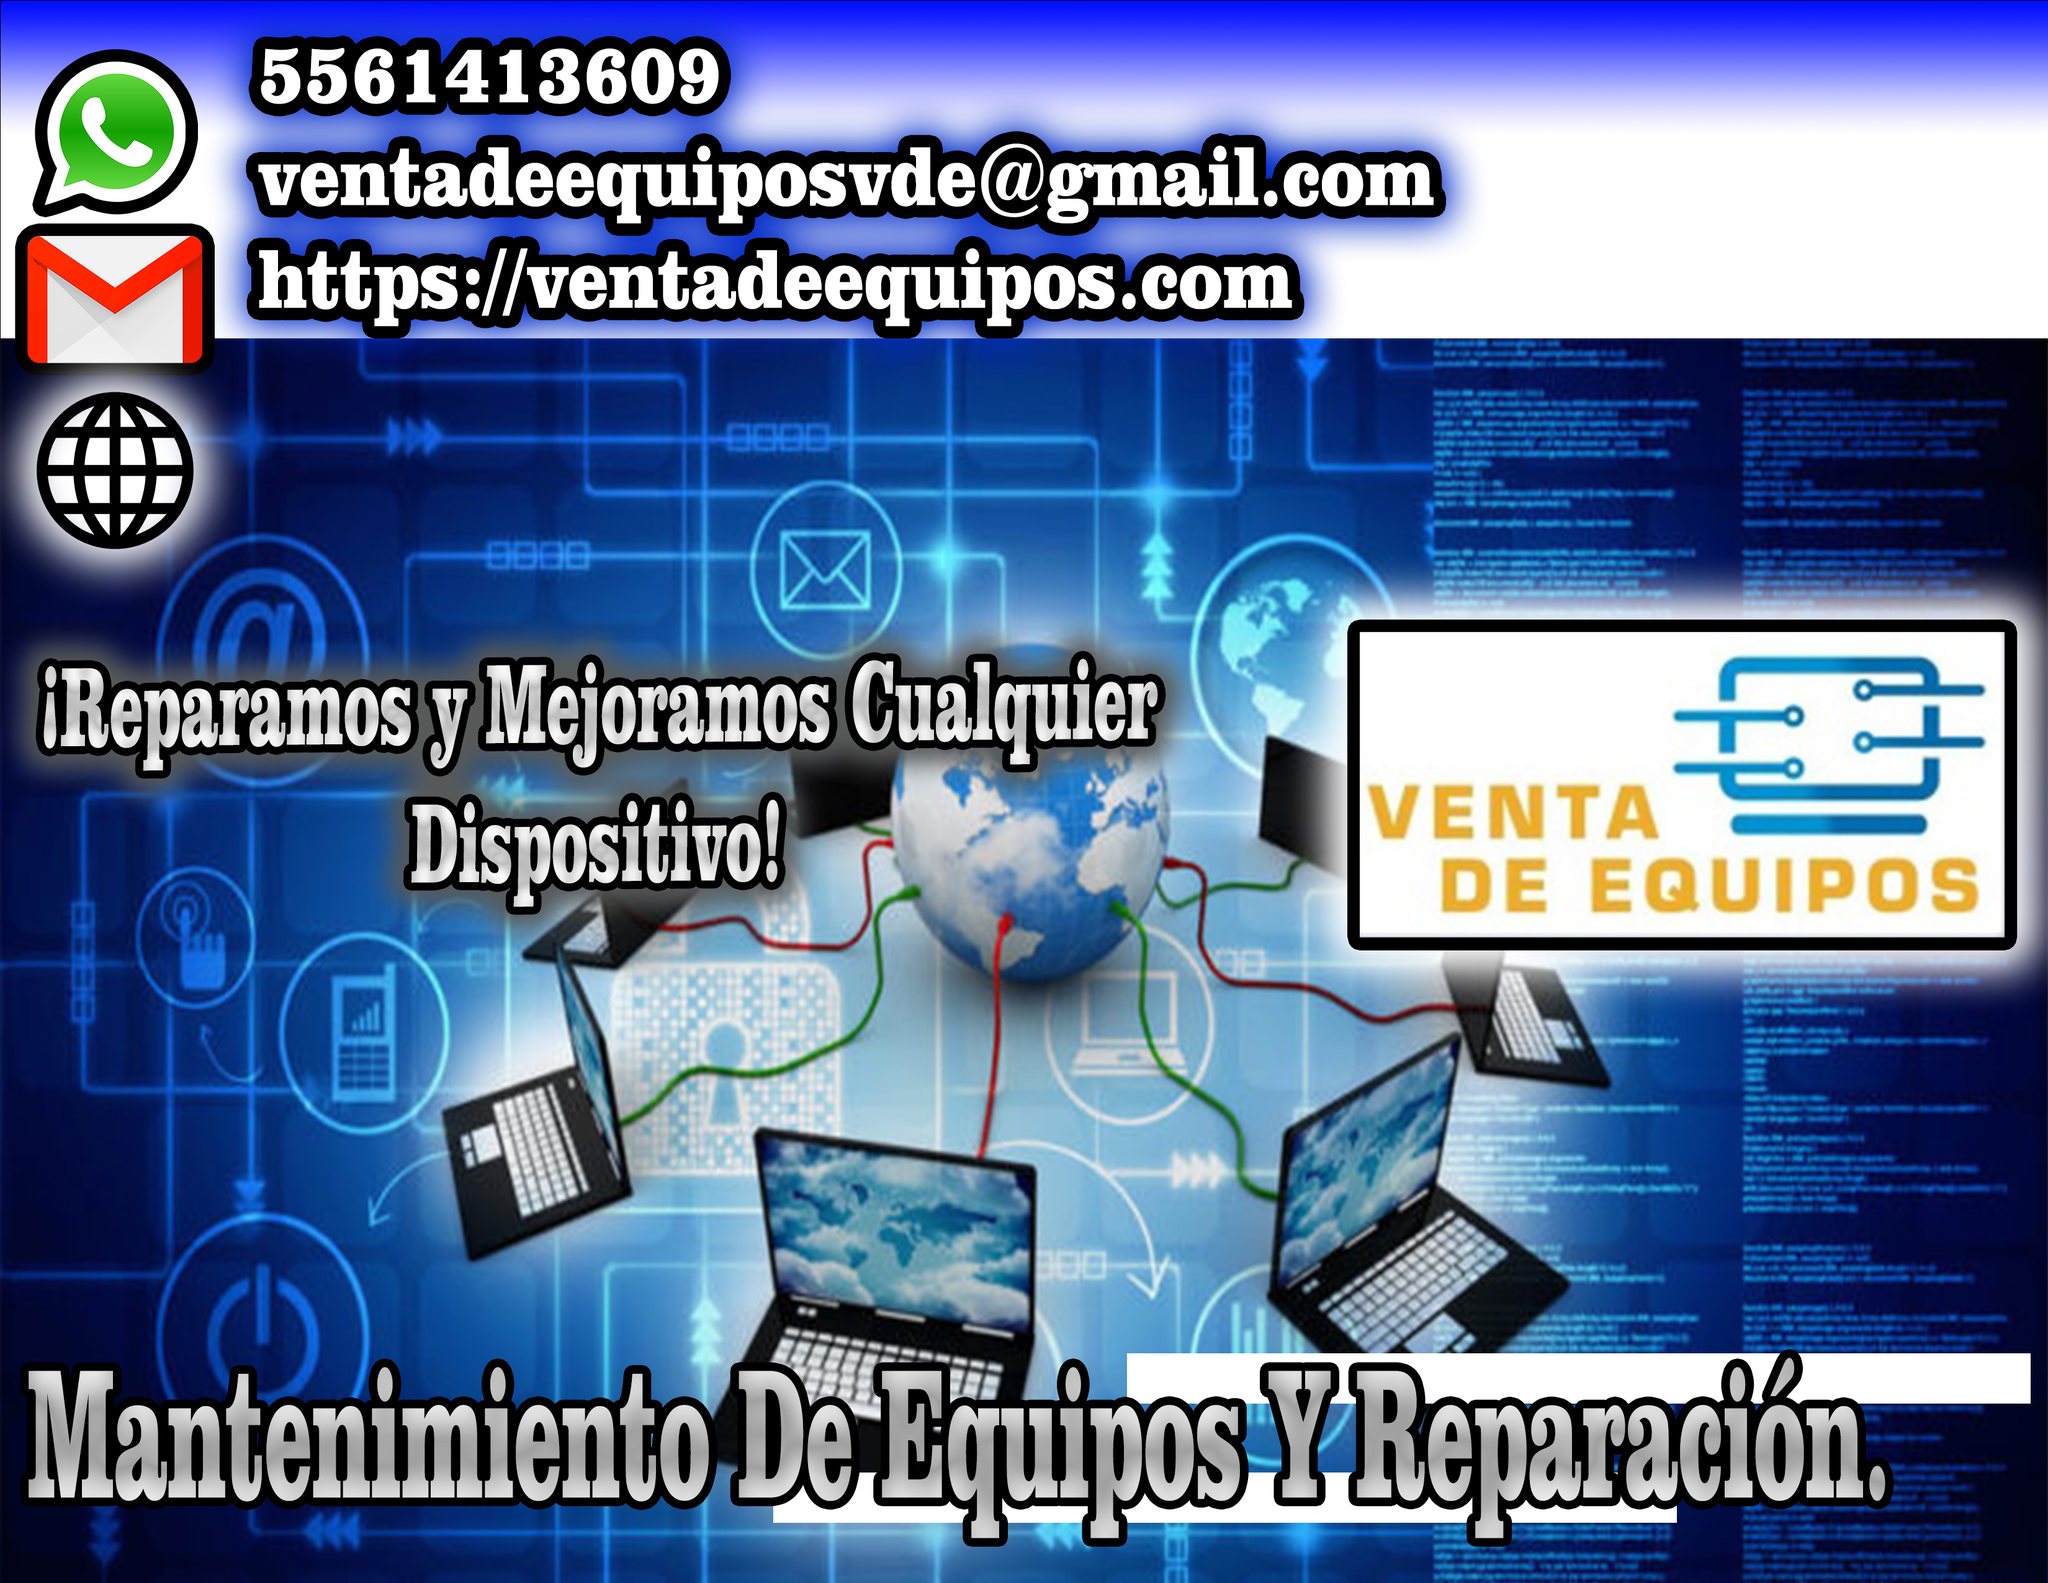 5561413609
ventadeequiposvde@gmail.com
https://ventadeequipos.com
¡Reparamos y Mejoramos Cualquier
Dispositivo!
VENTA
DE EQUIPOS
Mantenimiento De Equipos Y Reparación.